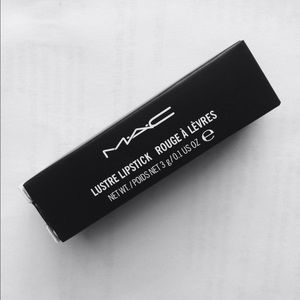 MAC
LUSTRE LIPSTICK ROUGE À LÈVRES
NET WT./POIDS NET 3 g/0.1 US OZ ℮